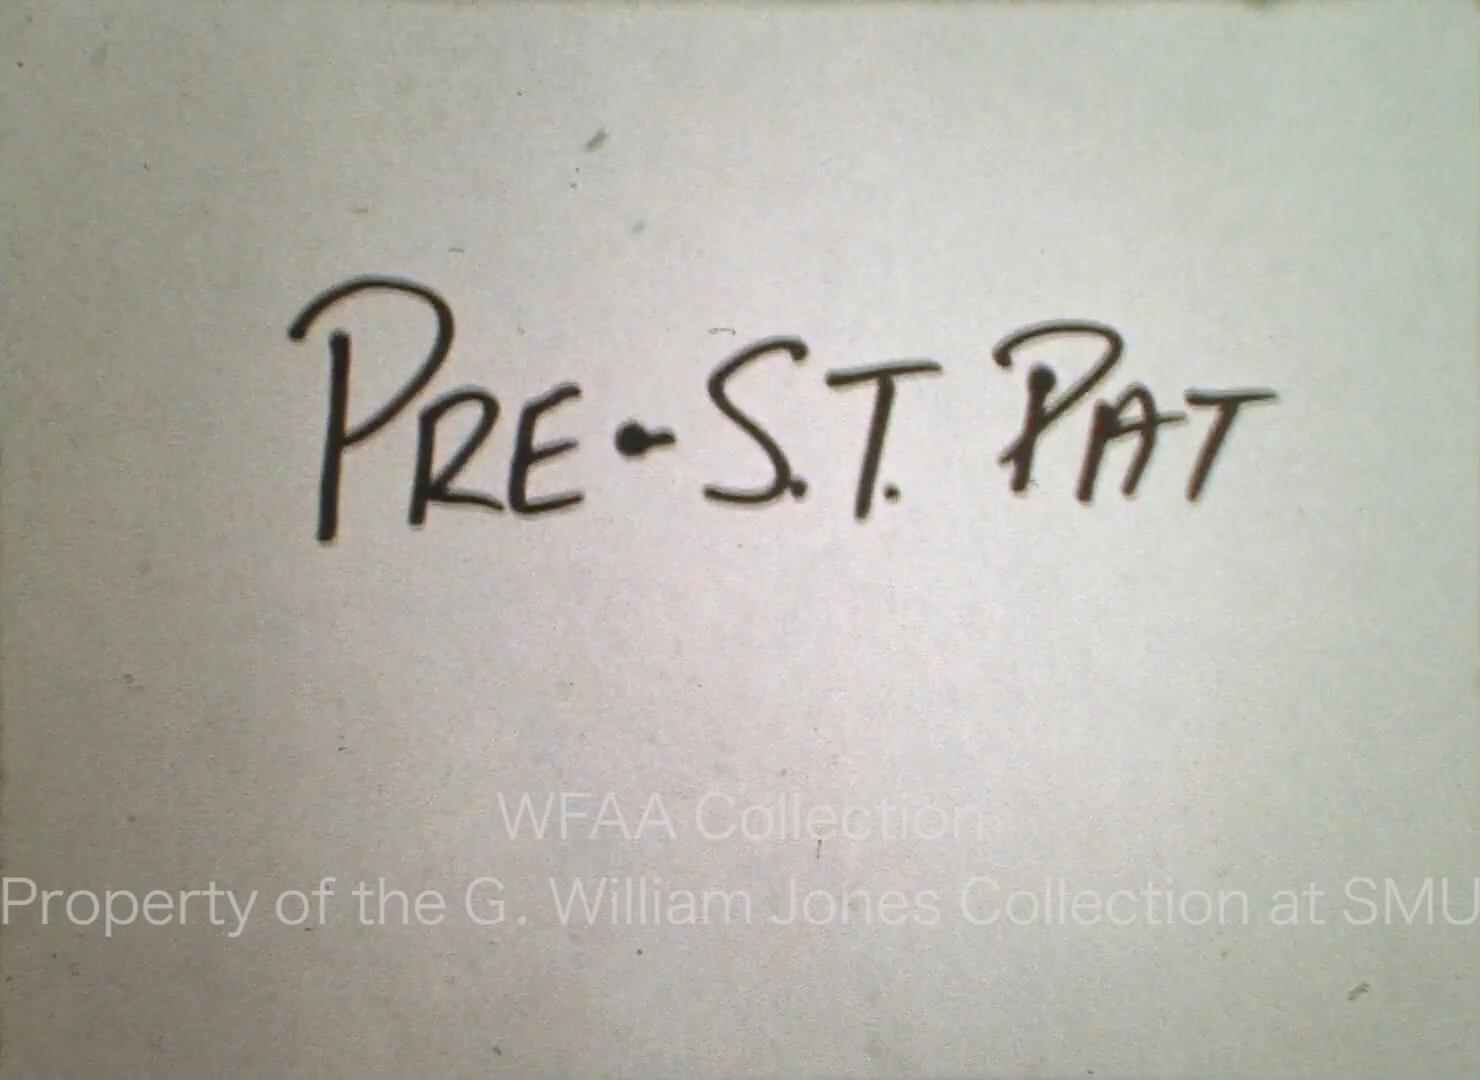 PRE-S.T. PAT
WFAA Collection
Property of the G. William Jones Collection at SMU